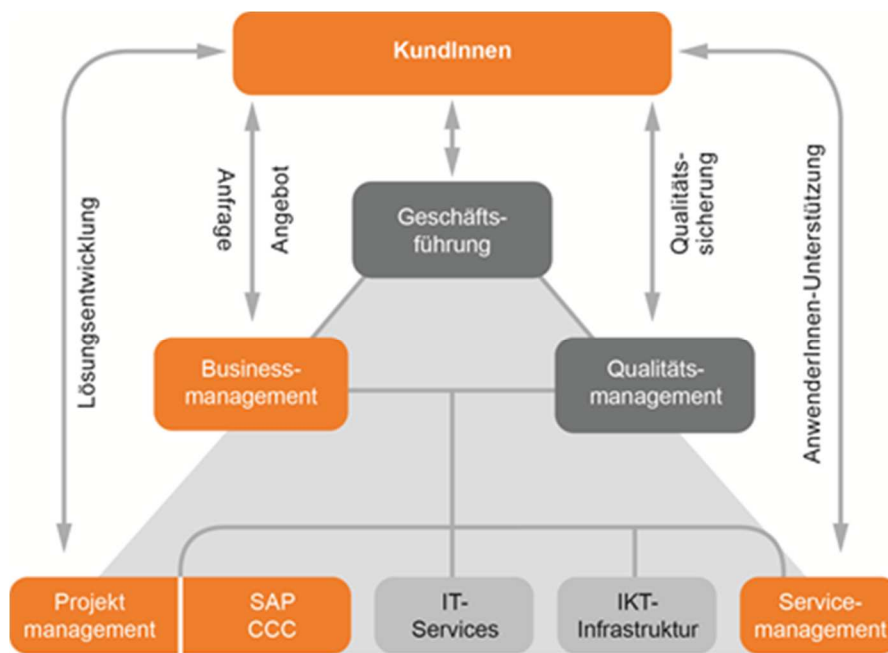 KundInnen
Lösungsentwicklung
Anfrage
Angebot
Qualitäts-
sicherung
AnwenderInnen-Unterstützung
Geschäfts-
führung
Business-
management
Qualitäts-
management
Projekt
management
SAP
CCC
IT-
Services
IKT-
Infrastruktur
Service-
management